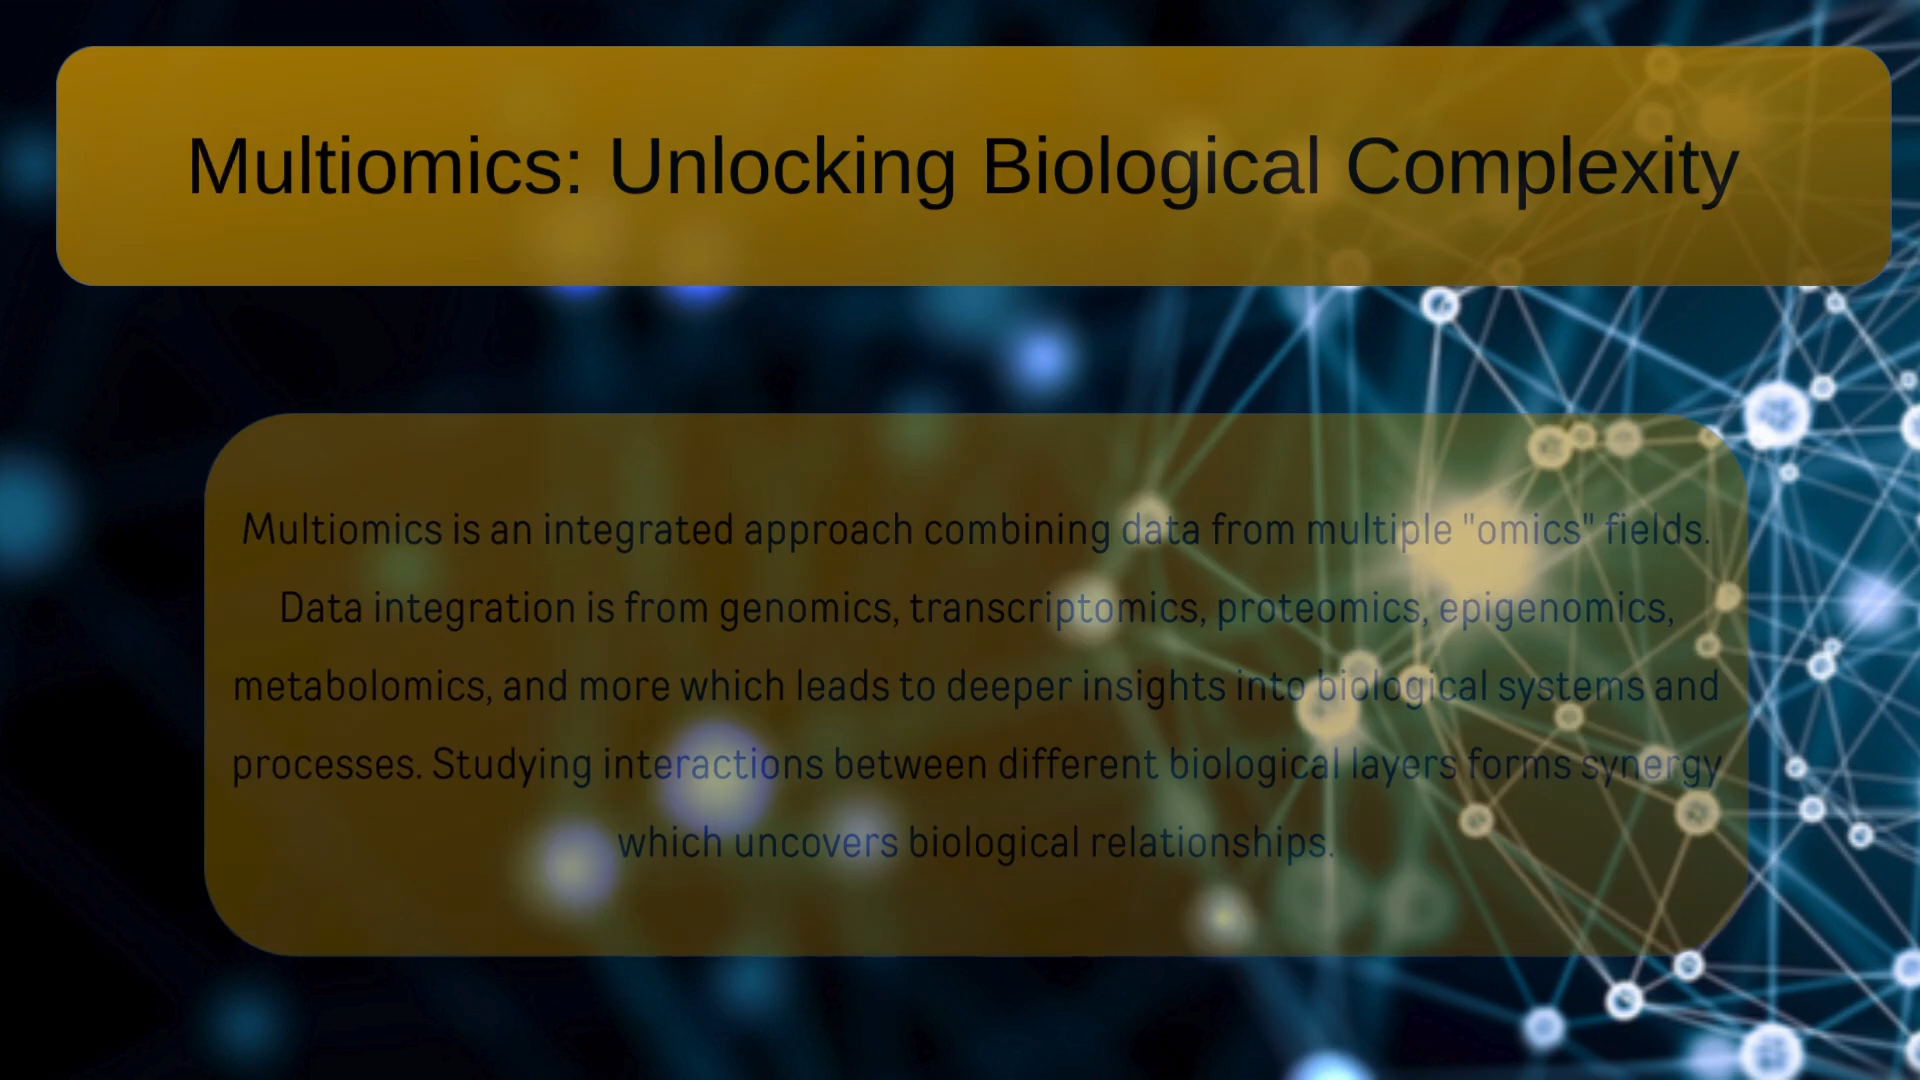 Multiomics: Unlocking Biological Complexity
Multiomics is an integrated approach combining data from multiple "omics" fields.
Data integration is from genomics, transcriptomics, proteomics, epigenomics,
metabolomics, and more which leads to deeper insights into biological systems and
processes. Studying interactions between different biological layers forms synergy
which uncovers biological relationships.